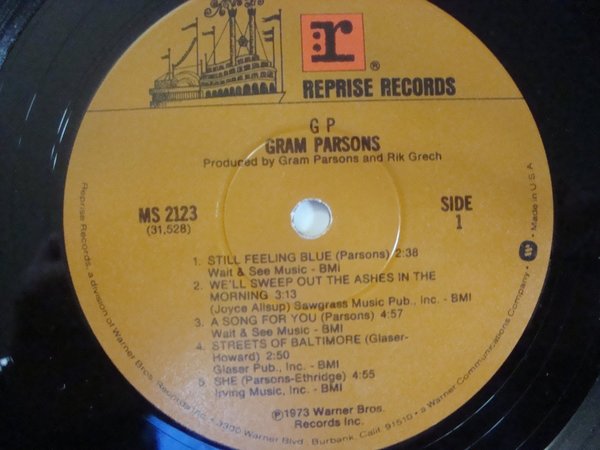 r
®
REPRISE RECORDS
G P
GRAM PARSONS
Produced by Gram Parsons and Rik Grech
MS 2123
(31,528)
SIDE
1
1. STILL FEELING BLUE (Parsons) 2:38
Wait & See Music - BMI
2. WE'LL SWEEP OUT THE ASHES IN THE
MORNING 3:13
(Joyce Allsup) Sawgrass Music Pub., Inc. - BMI
3. A SONG FOR YOU (Parsons) 4:57
Wait & See Music - BMI
4. STREETS OF BALTIMORE (Glaser-
Howard) 2:50
Glaser Pub., Inc. - BMI
5. SHE (Parsons-Ethridge) 4:55
Irving Music, Inc. - BMI
℗1973 Warner Bros.
Records Inc.
Reprise Records, a division of Warner Bros. Records Inc. • 3300 Warner Blvd., Burbank, Calif. 91510 • a Warner Communications Company • W • Made in U.S.A.